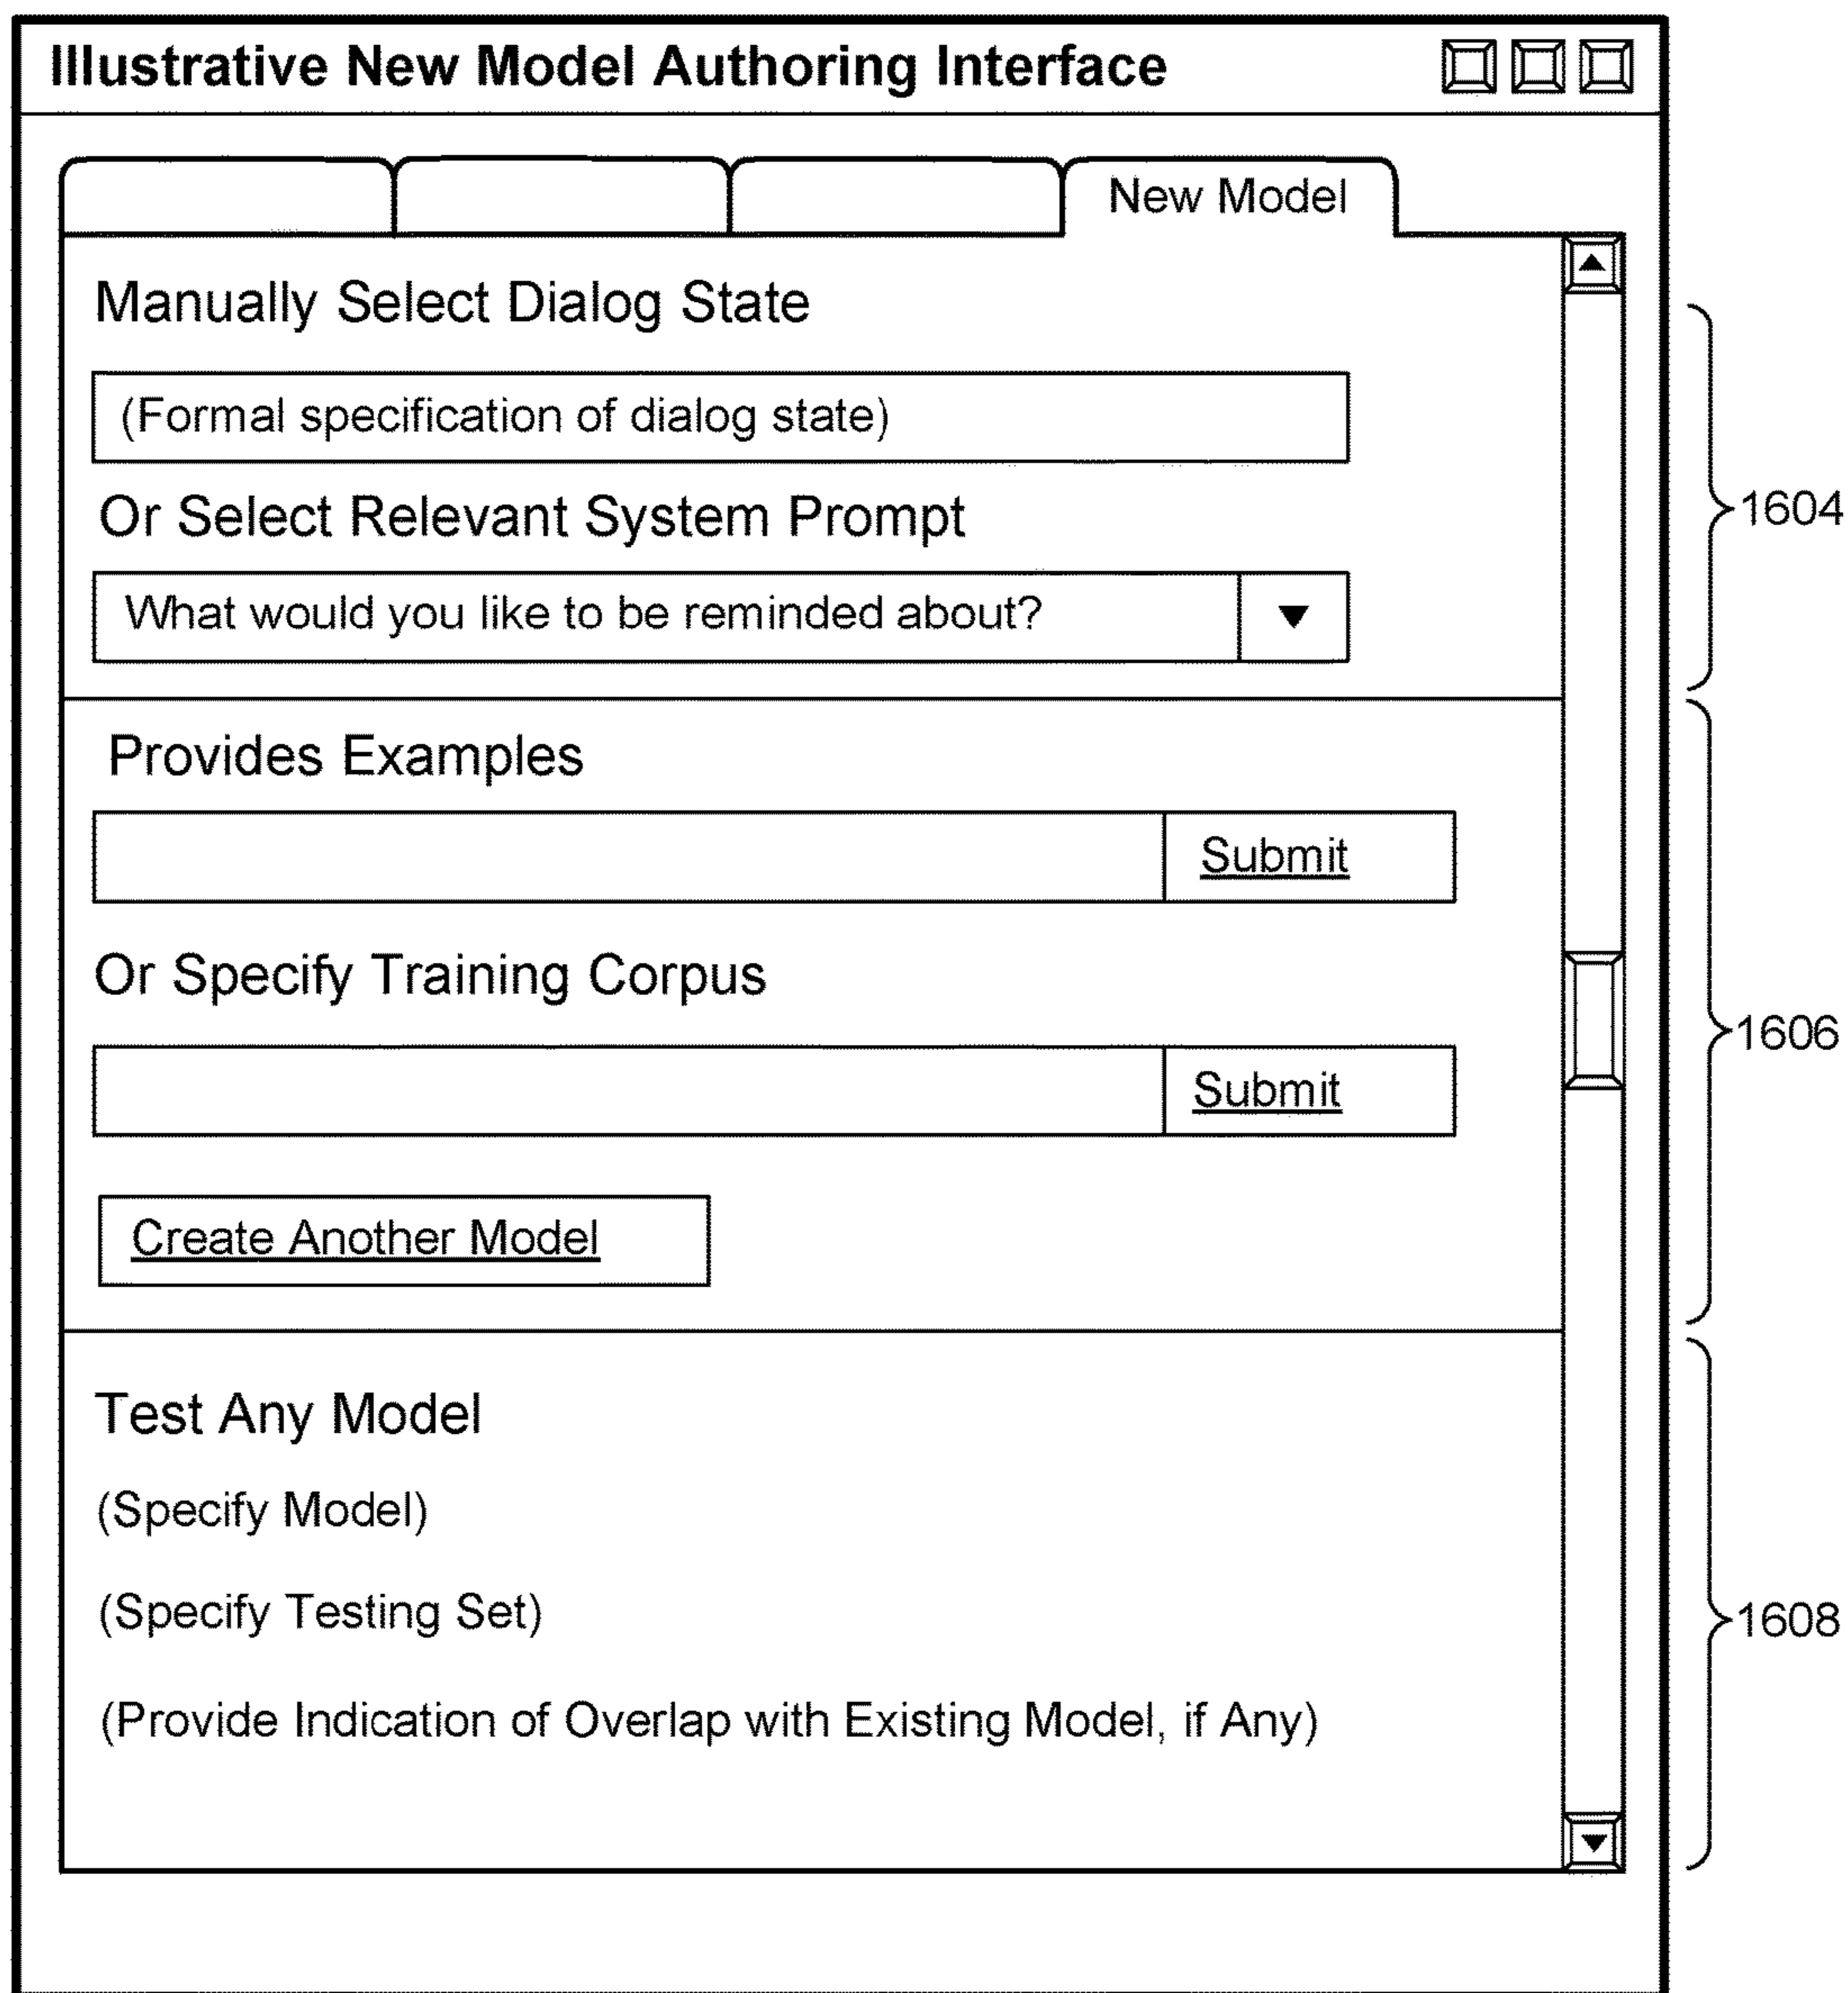 Illustrative New Model Authoring Interface
New Model
Manually Select Dialog State
(Formal specification of dialog state)
Or Select Relevant System Prompt
What would you like to be reminded about?
1604
Provides Examples
Submit
Or Specify Training Corpus
Submit
1606
Create Another Model
Test Any Model
(Specify Model)
(Specify Testing Set)
1608
(Provide Indication of Overlap with Existing Model, if Any)